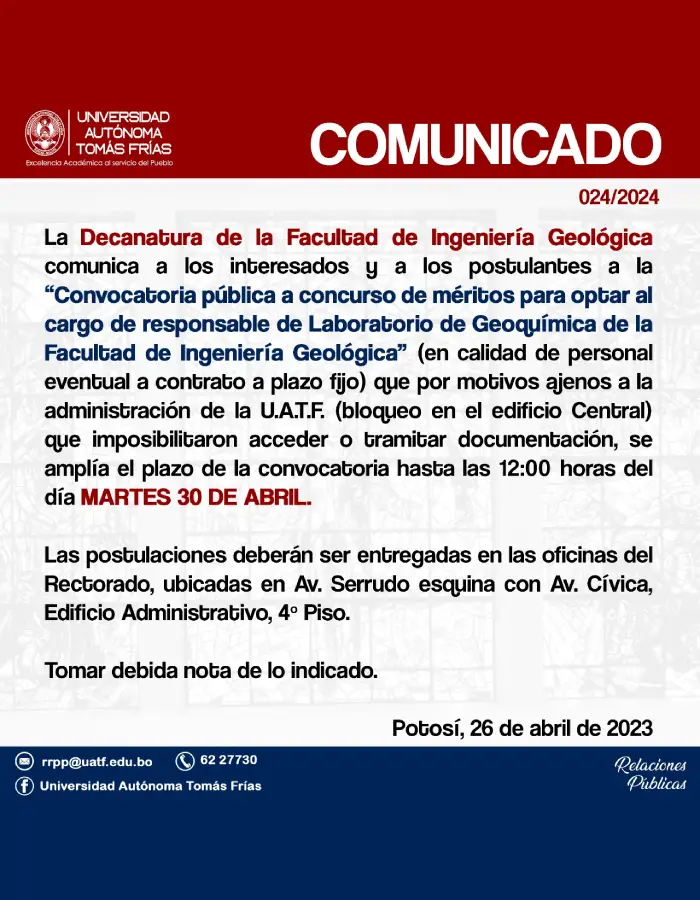 UNIVERSIDAD
AUTÓNOMA
TOMÁS FRÍAS
Excelencia Académica al servicio del Pueblo
COMUNICADO
024/2024
La Decanatura de la Facultad de Ingeniería Geológica
comunica a los interesados y a los postulantes a la
“Convocatoria pública a concurso de méritos para optar al
cargo de responsable de Laboratorio de Geoquímica de la
Facultad de Ingeniería Geológica” (en calidad de personal
eventual a contrato a plazo fijo) que por motivos ajenos a la
administración de la U.A.T.F. (bloqueo en el edificio Central)
que imposibilitaron acceder o tramitar documentación, se
amplía el plazo de la convocatoria hasta las 12:00 horas del
día MARTES 30 DE ABRIL.
Las postulaciones deberán ser entregadas en las oficinas del
Rectorado, ubicadas en Av. Serrudo esquina con Av. Cívica,
Edificio Administrativo, 4º Piso.
Tomar debida nota de lo indicado.
Potosí, 26 de abril de 2023
rrpp@uatf.edu.bo 62 27730
Universidad Autónoma Tomás Frías
Relaciones
Públicas